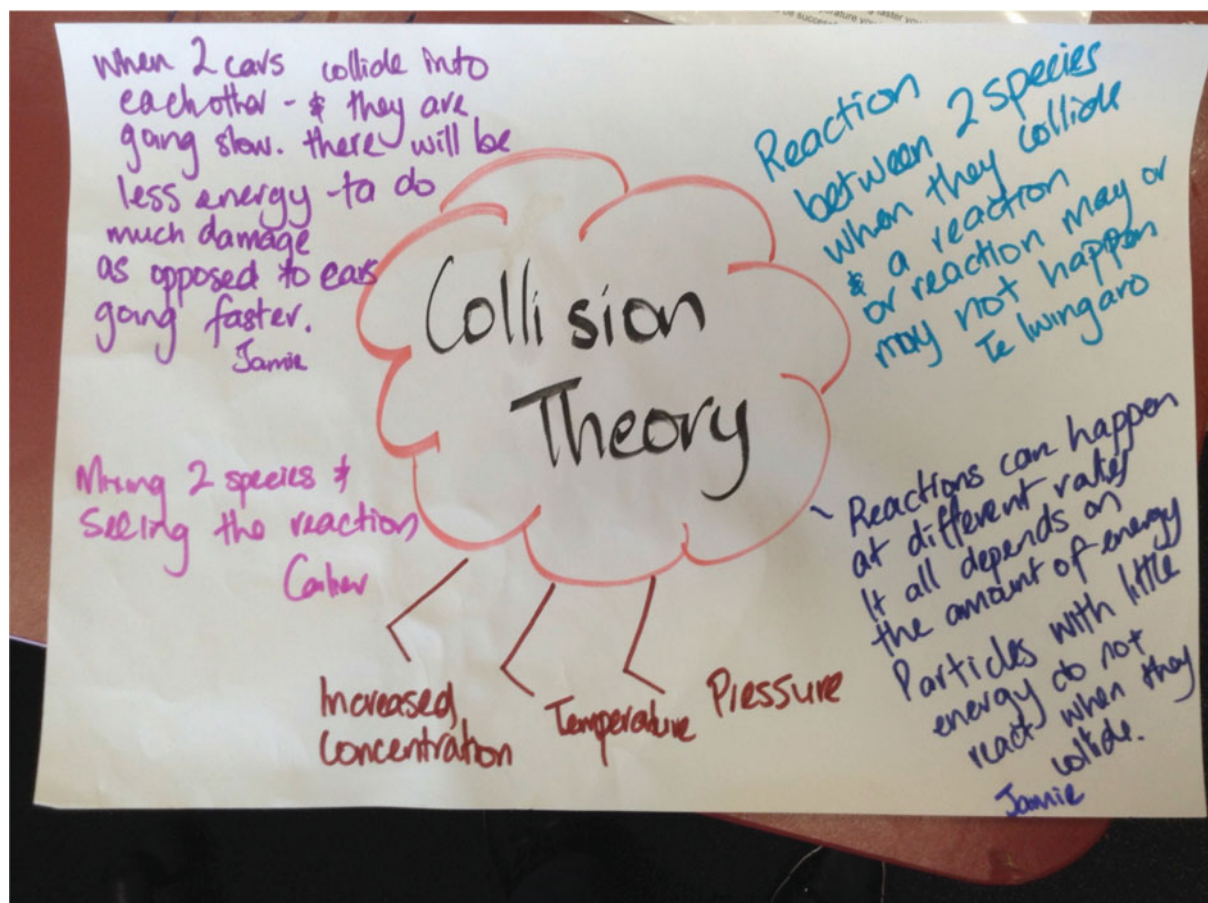 when 2 cars collide into
eachother - & they are
going slow. there will be
less energy - to do
much damage
as opposed to cars
going faster.
Jamie
Collision
Theory
Reaction
between 2 species
when they collide
& a reaction
or reaction may or
may not happen
Te Iwingaro
Mixing 2 species &
seeing the reaction
Reactions can happen
at different rates
It all depends on
the amount of energy
Particles with little
energy do not
react when they
collide.
Jamie
Increased
concentration
Temperature
Pressure